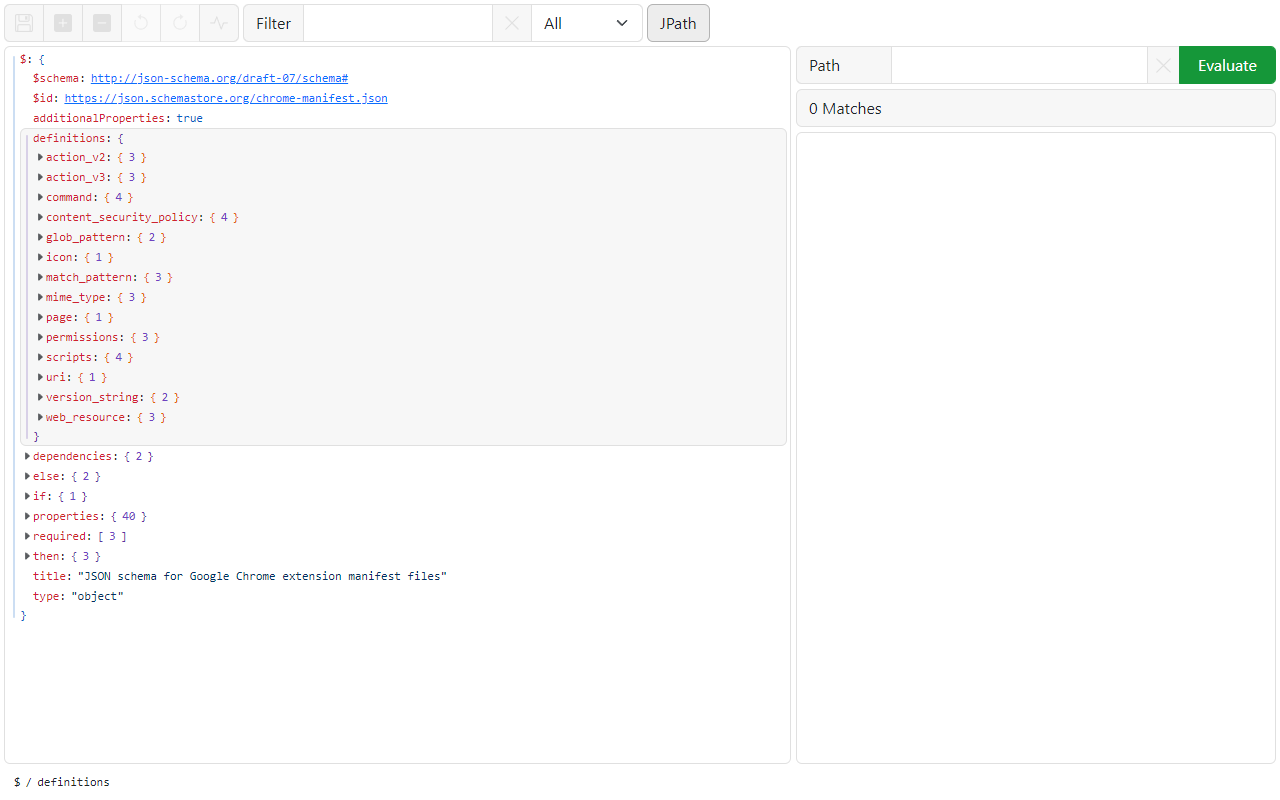 Filter All JPath
$: {
$schema: http://json-schema.org/draft-07/schema#
$id: https://json.schemastore.org/chrome-manifest.json
additionalProperties: true
definitions: {
action_v2: { 3 }
action_v3: { 3 }
command: { 4 }
content_security_policy: { 4 }
glob_pattern: { 2 }
icon: { 1 }
match_pattern: { 3 }
mime_type: { 3 }
page: { 1 }
permissions: { 3 }
scripts: { 4 }
uri: { 1 }
version_string: { 2 }
web_resource: { 3 }
}
dependencies: { 2 }
else: { 2 }
if: { 1 }
properties: { 40 }
required: [ 3 ]
then: { 3 }
title: "JSON schema for Google Chrome extension manifest files"
type: "object"
}
Path Evaluate
0 Matches
$ / definitions